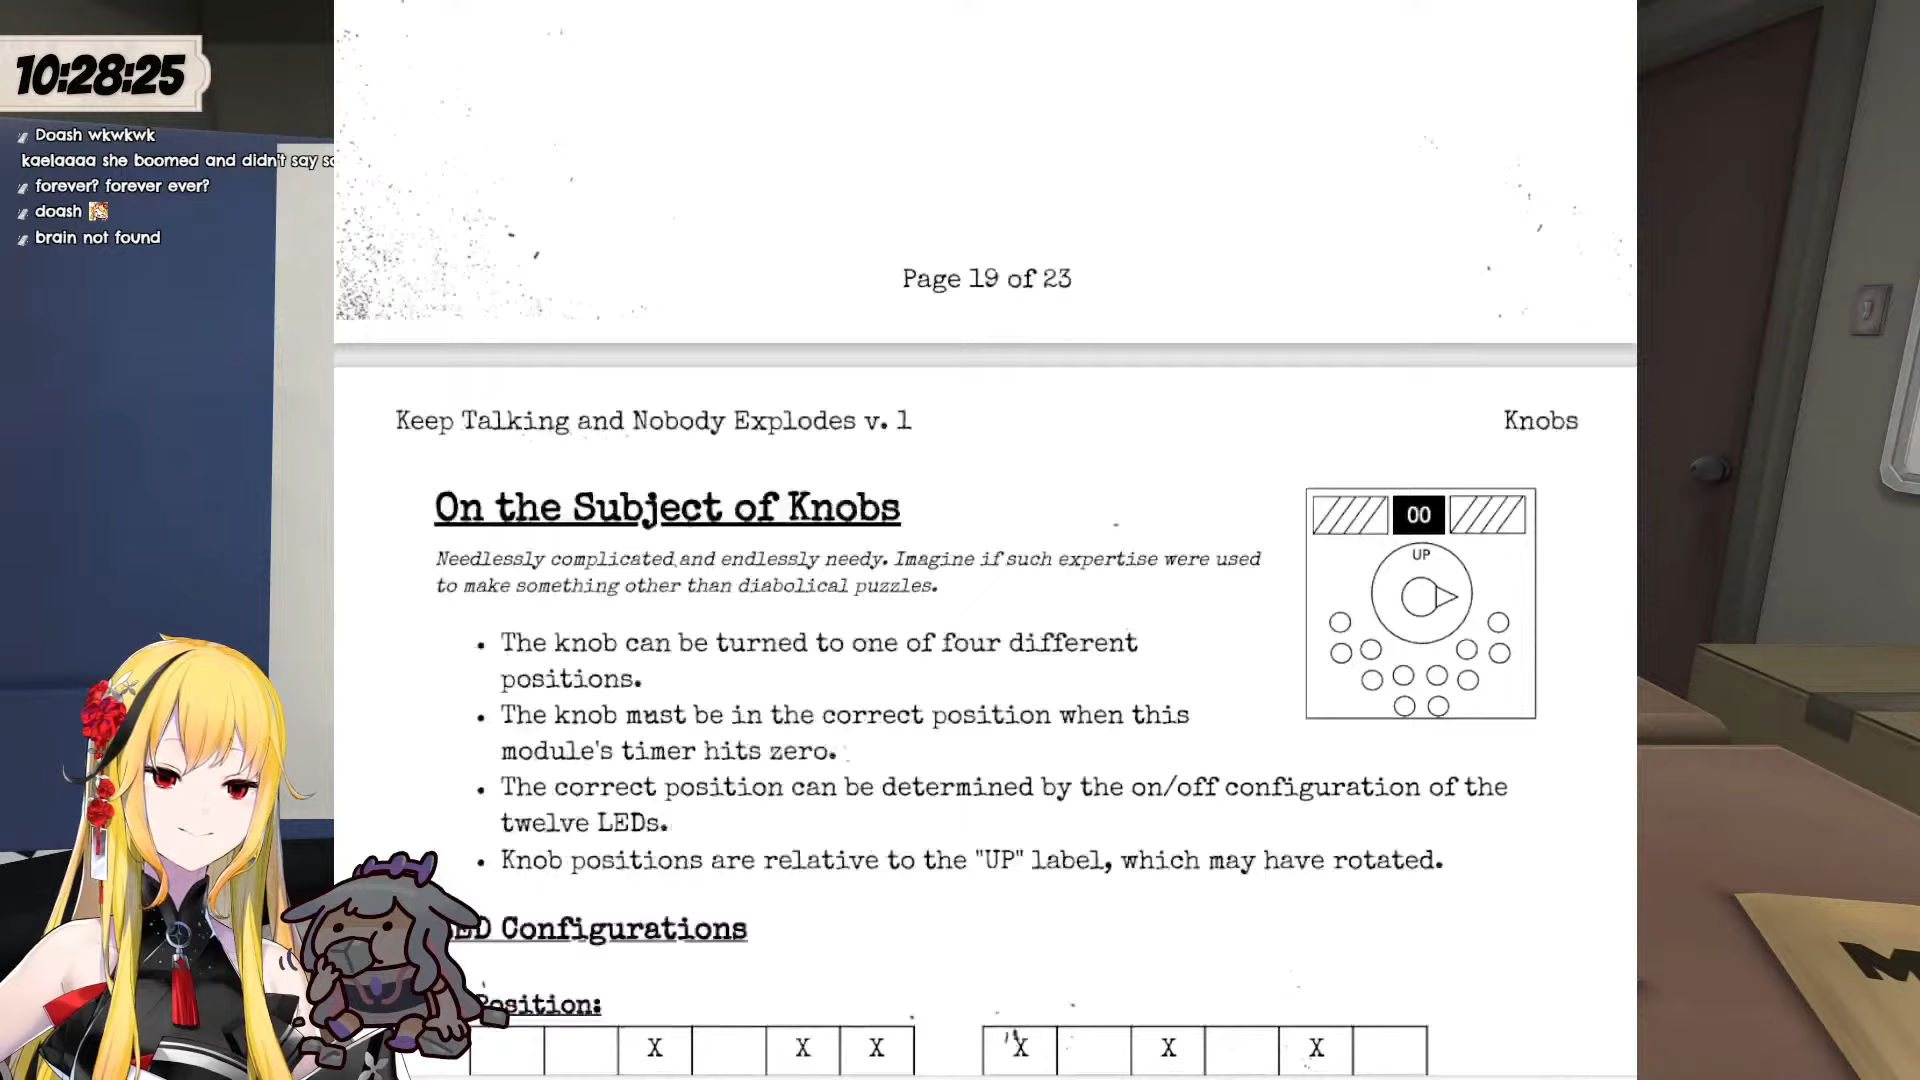 10:28:25
Doash wkwkwk
kaelaaaa she boomed and didn't say so
forever? forever ever?
doash
brain not found
Page 19 of 23
Keep Talking and Nobody Explodes v. 1
Knobs
On the Subject of Knobs
Needlessly complicated and endlessly needy. Imagine if such expertise were used
to make something other than diabolical puzzles.
00
UP
• The knob can be turned to one of four different
positions.
• The knob must be in the correct position when this
module's timer hits zero.
• The correct position can be determined by the on/off configuration of the
twelve LEDs.
• Knob positions are relative to the "UP" label, which may have rotated.
ED Configurations
Position:
X X X X X X
M